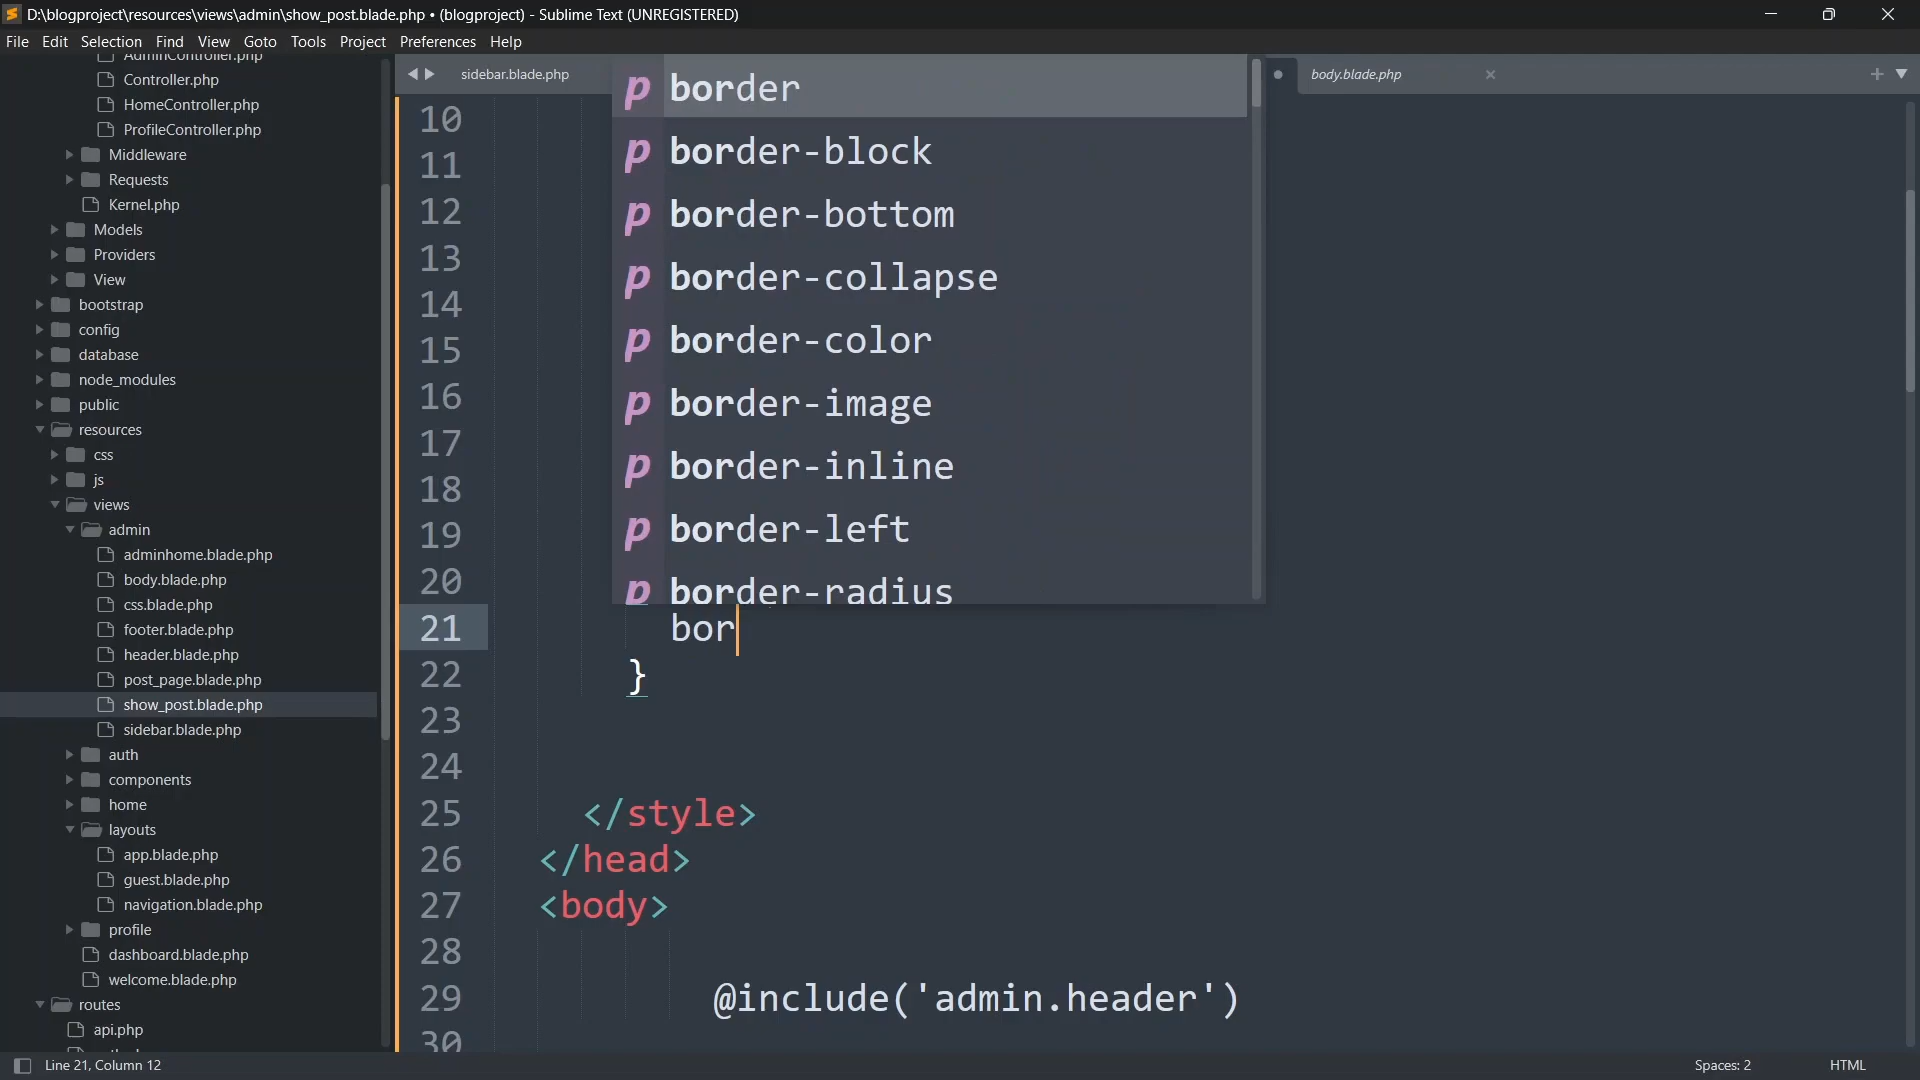 D:\blogproject\resources\views\admin\show_post.blade.php • (blogproject) - Sublime Text (UNREGISTERED)
File Edit Selection Find View Goto Tools Project Preferences Help
AdminController.php
Controller.php
HomeController.php
ProfileController.php
Middleware
Requests
Kernel.php
Models
Providers
View
bootstrap
config
database
node_modules
public
resources
css
js
views
admin
adminhome.blade.php
body.blade.php
css.blade.php
footer.blade.php
header.blade.php
post_page.blade.php
show_post.blade.php
sidebar.blade.php
auth
components
home
layouts
app.blade.php
guest.blade.php
navigation.blade.php
profile
dashboard.blade.php
welcome.blade.php
routes
api.php
sidebar.blade.php
body.blade.php
p border
p border-block
p border-bottom
p border-collapse
p border-color
p border-image
p border-inline
p border-left
p border-radius
10
11
12
13
14
15
16
17
18
19
20
21 bor
22 }
23
24
25 </style>
26 </head>
27 <body>
28
29 @include('admin.header')
30
Line 21, Column 12
Spaces: 2
HTML